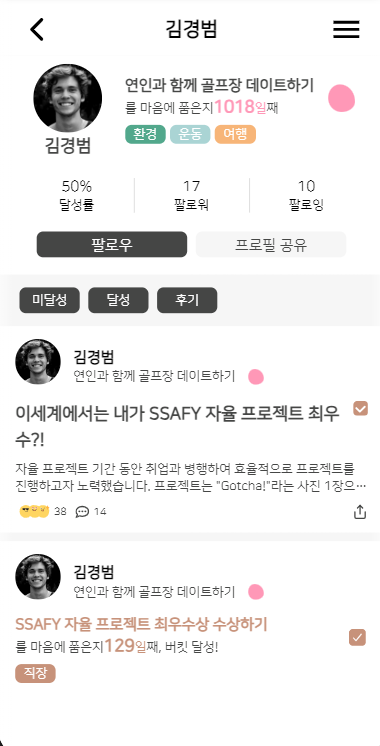 김경범
연인과 함께 골프장 데이트하기
를 마음에 품은지1018일째
환경 운동 여행
김경범
50% 17 10
달성률 팔로워 팔로잉
팔로우 프로필 공유
미달성 달성 후기
김경범
연인과 함께 골프장 데이트하기
이세계에서는 내가 SSAFY 자율 프로젝트 최우
수?!
자율 프로젝트 기간 동안 취업과 병행하여 효율적으로 프로젝트를
진행하고자 노력했습니다. 프로젝트는 "Gotcha!"라는 사진 1장으…
38 14
김경범
연인과 함께 골프장 데이트하기
SSAFY 자율 프로젝트 최우수상 수상하기
를 마음에 품은지129일째, 버킷 달성!
직장